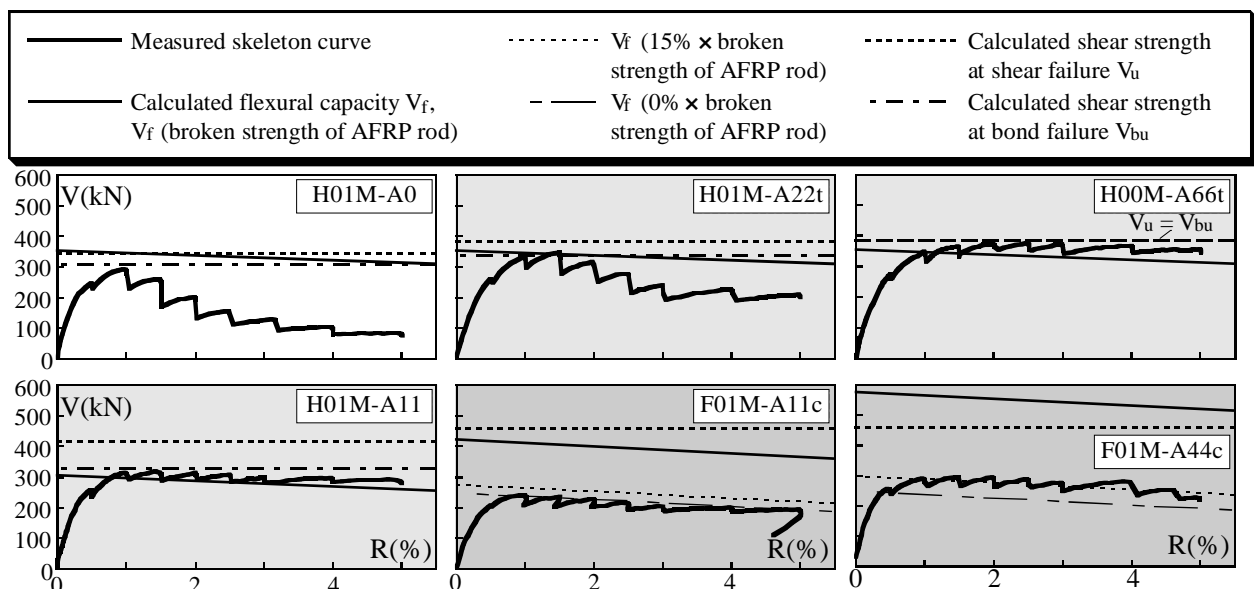 Measured skeleton curve
Calculated flexural capacity Vf,
Vf (broken strength of AFRP rod)
Vf (15% × broken
strength of AFRP rod)
Vf (0% × broken
strength of AFRP rod)
Calculated shear strength
at shear failure Vu
Calculated shear strength
at bond failure Vbu
600
500
400
300
200
100
0
V(kN)
H01M-A0
H01M-A22t
H00M-A66t
Vu = Vbu
600
500
400
300
200
100
0
V(kN)
H01M-A11
R(%)
0
2
4
F01M-A11c
R(%)
0
2
4
F01M-A44c
R(%)
0
2
4